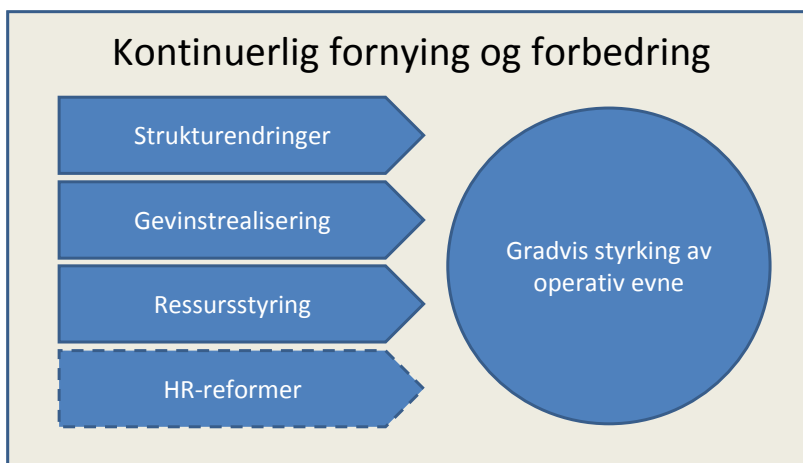 Kontinuerlig fornying og forbedring
Strukturendringer
Gevinstrealisering
Ressursstyring
HR-reformer
Gradvis styrking av
operativ evne